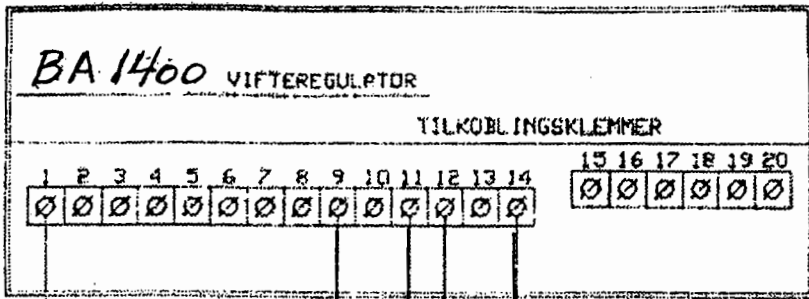 BA 1400 VIFTEREGULATOR
TILKOBLINGSKLEMMER
1 2 3 4 5 6 7 8 9 10 11 12 13 14
15 16 17 18 19 20